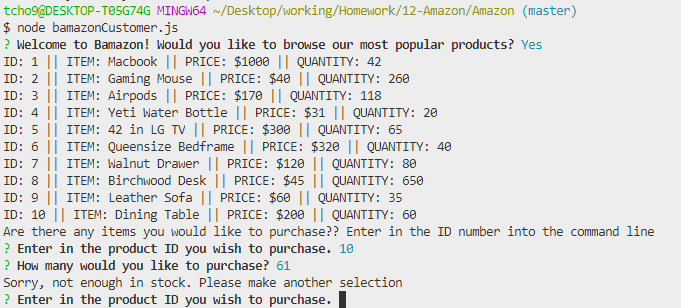 tcho9@DESKTOP-T05G74G MINGW64 ~/Desktop/working/Homework/12-Amazon/Amazon (master)
$ node bamazonCustomer.js
? Welcome to Bamazon! Would you like to browse our most popular products? Yes
ID: 1 || ITEM: Macbook || PRICE: $1000 || QUANTITY: 42
ID: 2 || ITEM: Gaming Mouse || PRICE: $40 || QUANTITY: 260
ID: 3 || ITEM: Airpods || PRICE: $170 || QUANTITY: 118
ID: 4 || ITEM: Yeti Water Bottle || PRICE: $31 || QUANTITY: 20
ID: 5 || ITEM: 42 in LG TV || PRICE: $300 || QUANTITY: 65
ID: 6 || ITEM: Queensize Bedframe || PRICE: $320 || QUANTITY: 40
ID: 7 || ITEM: Walnut Drawer || PRICE: $120 || QUANTITY: 80
ID: 8 || ITEM: Birchwood Desk || PRICE: $45 || QUANTITY: 650
ID: 9 || ITEM: Leather Sofa || PRICE: $60 || QUANTITY: 35
ID: 10 || ITEM: Dining Table || PRICE: $200 || QUANTITY: 60
Are there any items you would like to purchase?? Enter in the ID number into the command line
? Enter in the product ID you wish to purchase. 10
? How many would you like to purchase? 61
Sorry, not enough in stock. Please make another selection
? Enter in the product ID you wish to purchase.